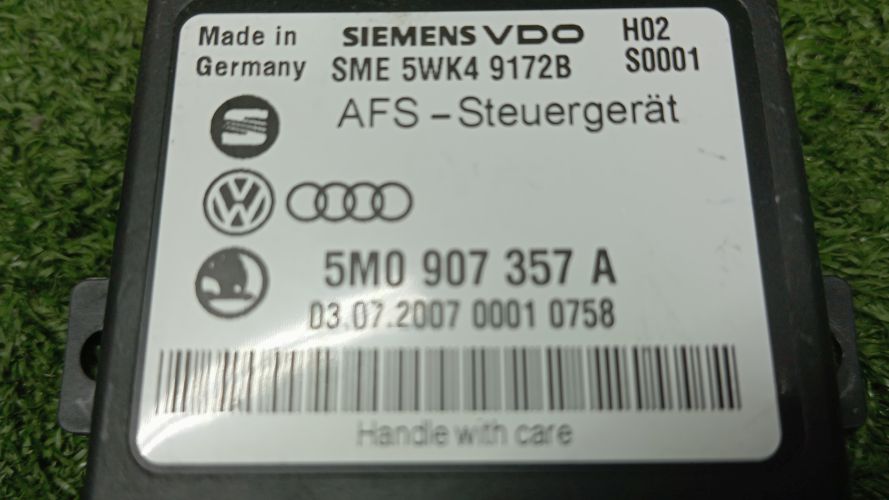 Made in SIEMENS VDO H02
Germany SME 5WK4 9172B S0001
AFS - Steuergerät
5M0 907 357 A
03.07.2007 0001 0758
Handle with care